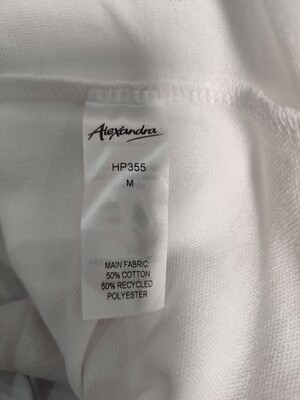 Alexandra
HP355
M
MAIN FABRIC
50% COTTON
50% RECYCLED
POLYESTER